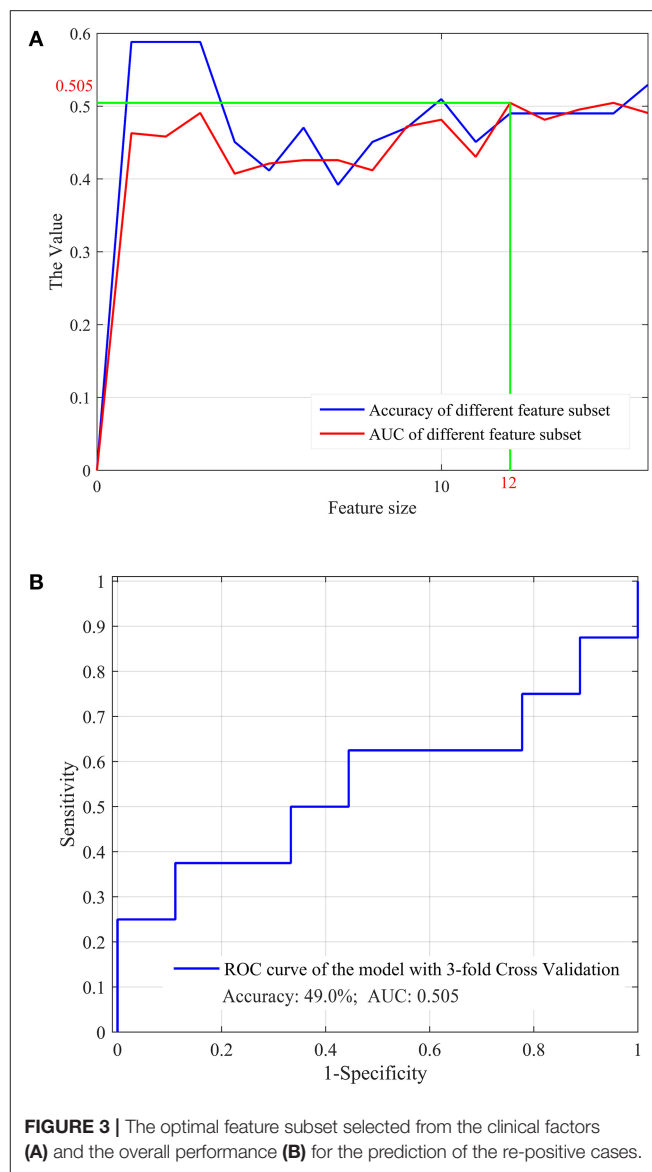 A
0.6
0.505
0.5
0.4
0.3
0.2
0.1
0
The Value
Accuracy of different feature subset
AUC of different feature subset
0
10
12
Feature size
B
1
0.9
0.8
0.7
0.6
0.5
0.4
0.3
0.2
0.1
0
Sensitivity
ROC curve of the model with 3-fold Cross Validation
Accuracy: 49.0%; AUC: 0.505
0
0.2
0.4
0.6
0.8
1
1-Specificity
FIGURE 3 | The optimal feature subset selected from the clinical factors
(A) and the overall performance (B) for the prediction of the re-positive cases.